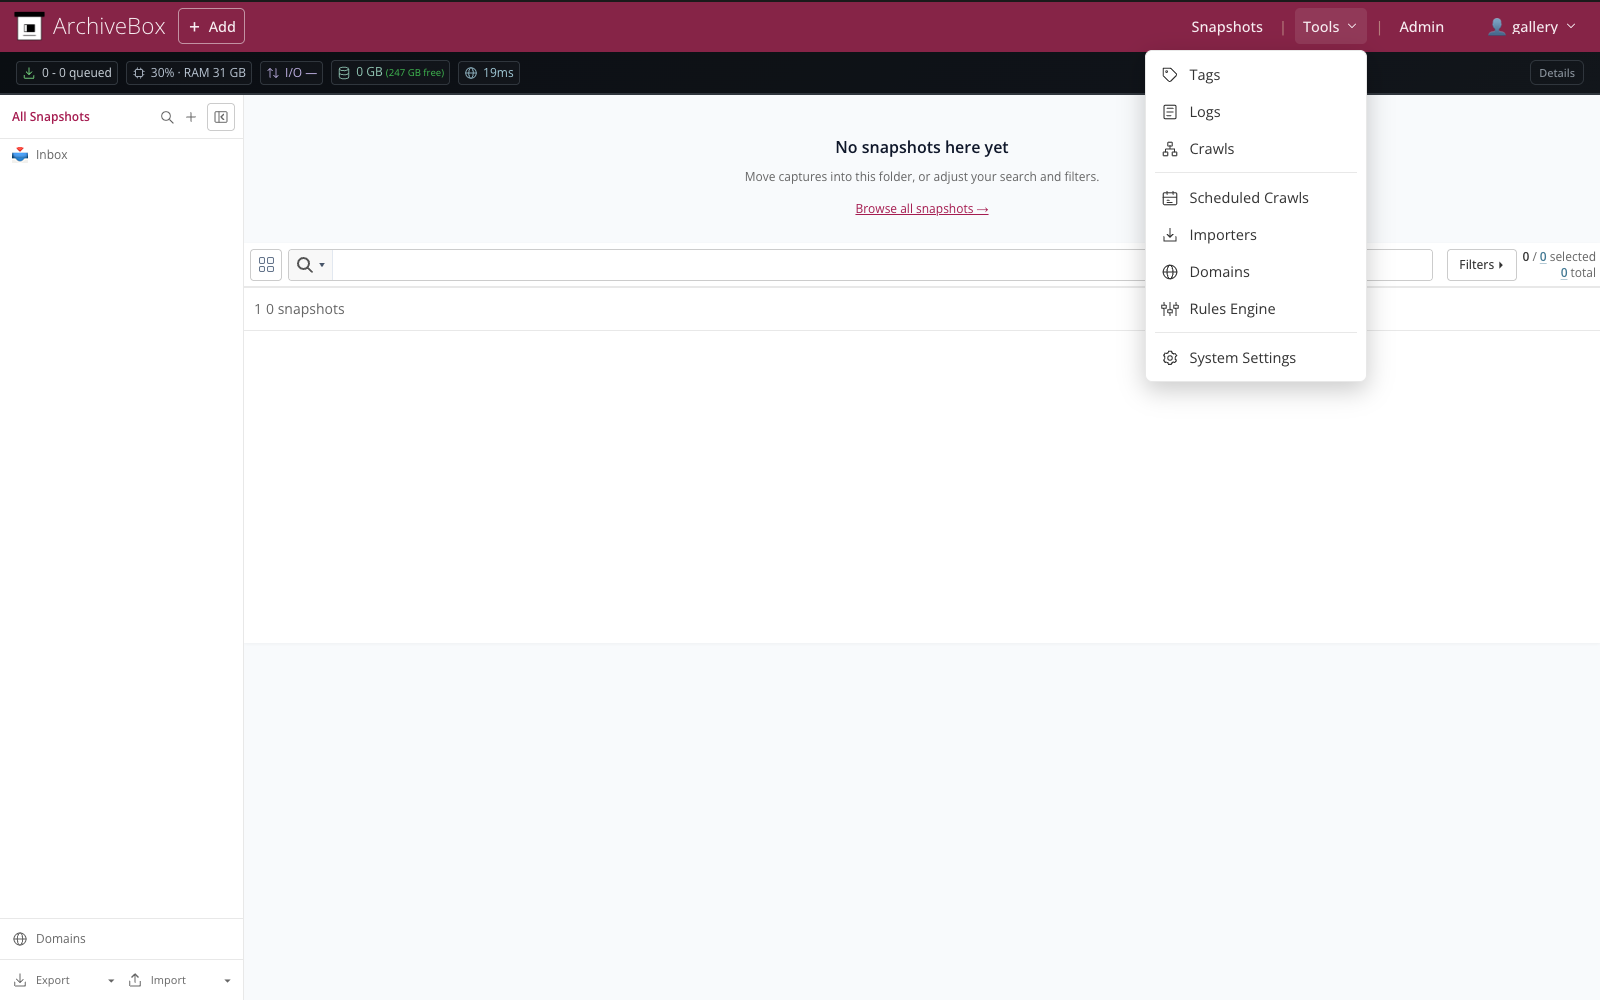 ArchiveBox
+ Add
Snapshots | Tools | Admin
gallery
0 - 0 queued
30% · RAM 31 GB
I/O —
0 GB (247 GB free)
19ms
Details
All Snapshots
Inbox
Domains
Export
Import
No snapshots here yet
Move captures into this folder, or adjust your search and filters.
Browse all snapshots →
Filters
0 / 0 selected
0 total
1 0 snapshots
Tags
Logs
Crawls
Scheduled Crawls
Importers
Domains
Rules Engine
System Settings